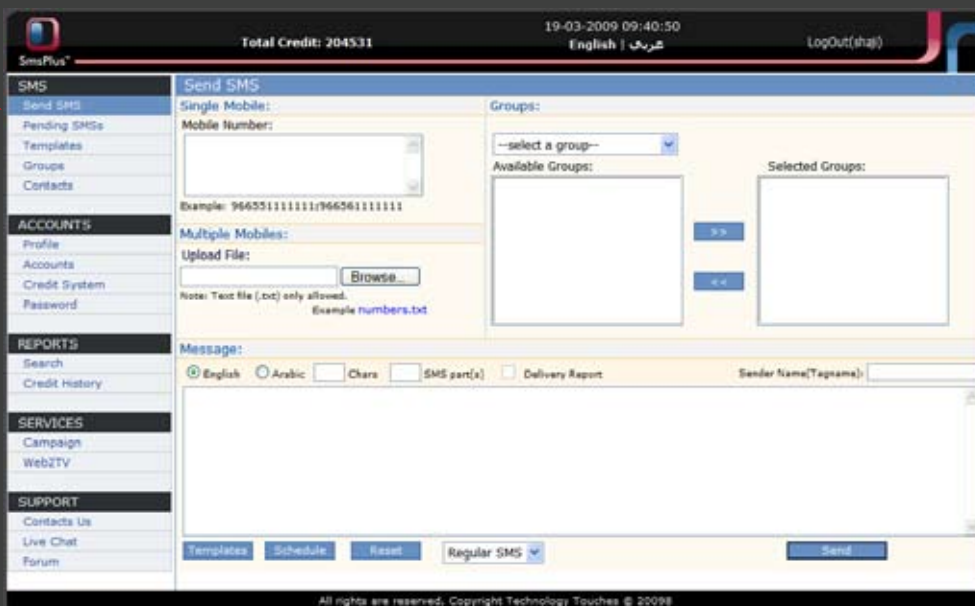 19-03-2009 09:40:50
Total Credit: 204531
English | عربي
LogOut(shaji)
SmsPlus
SMS
Send SMS
Pending SMSs
Templates
Groups
Contacts
ACCOUNTS
Profile
Accounts
Credit System
Password
REPORTS
Search
Credit History
SERVICES
Campaign
Web2TV
SUPPORT
Contacts Us
Live Chat
Forum
Send SMS
Single Mobile:
Mobile Number:
Example: 966551111111;966561111111
Multiple Mobiles:
Upload File:
Browse...
Note: Text file (.txt) only allowed.
Example numbers.txt
Groups:
--select a group--
Available Groups:
Selected Groups:
>>
<<
Message:
English Arabic Chars SMS part(s) Delivery Report Sender Name(Tagname):
Templates Schedule Reset Regular SMS Send
All rights are reserved. Copyright Technology Touches © 20098